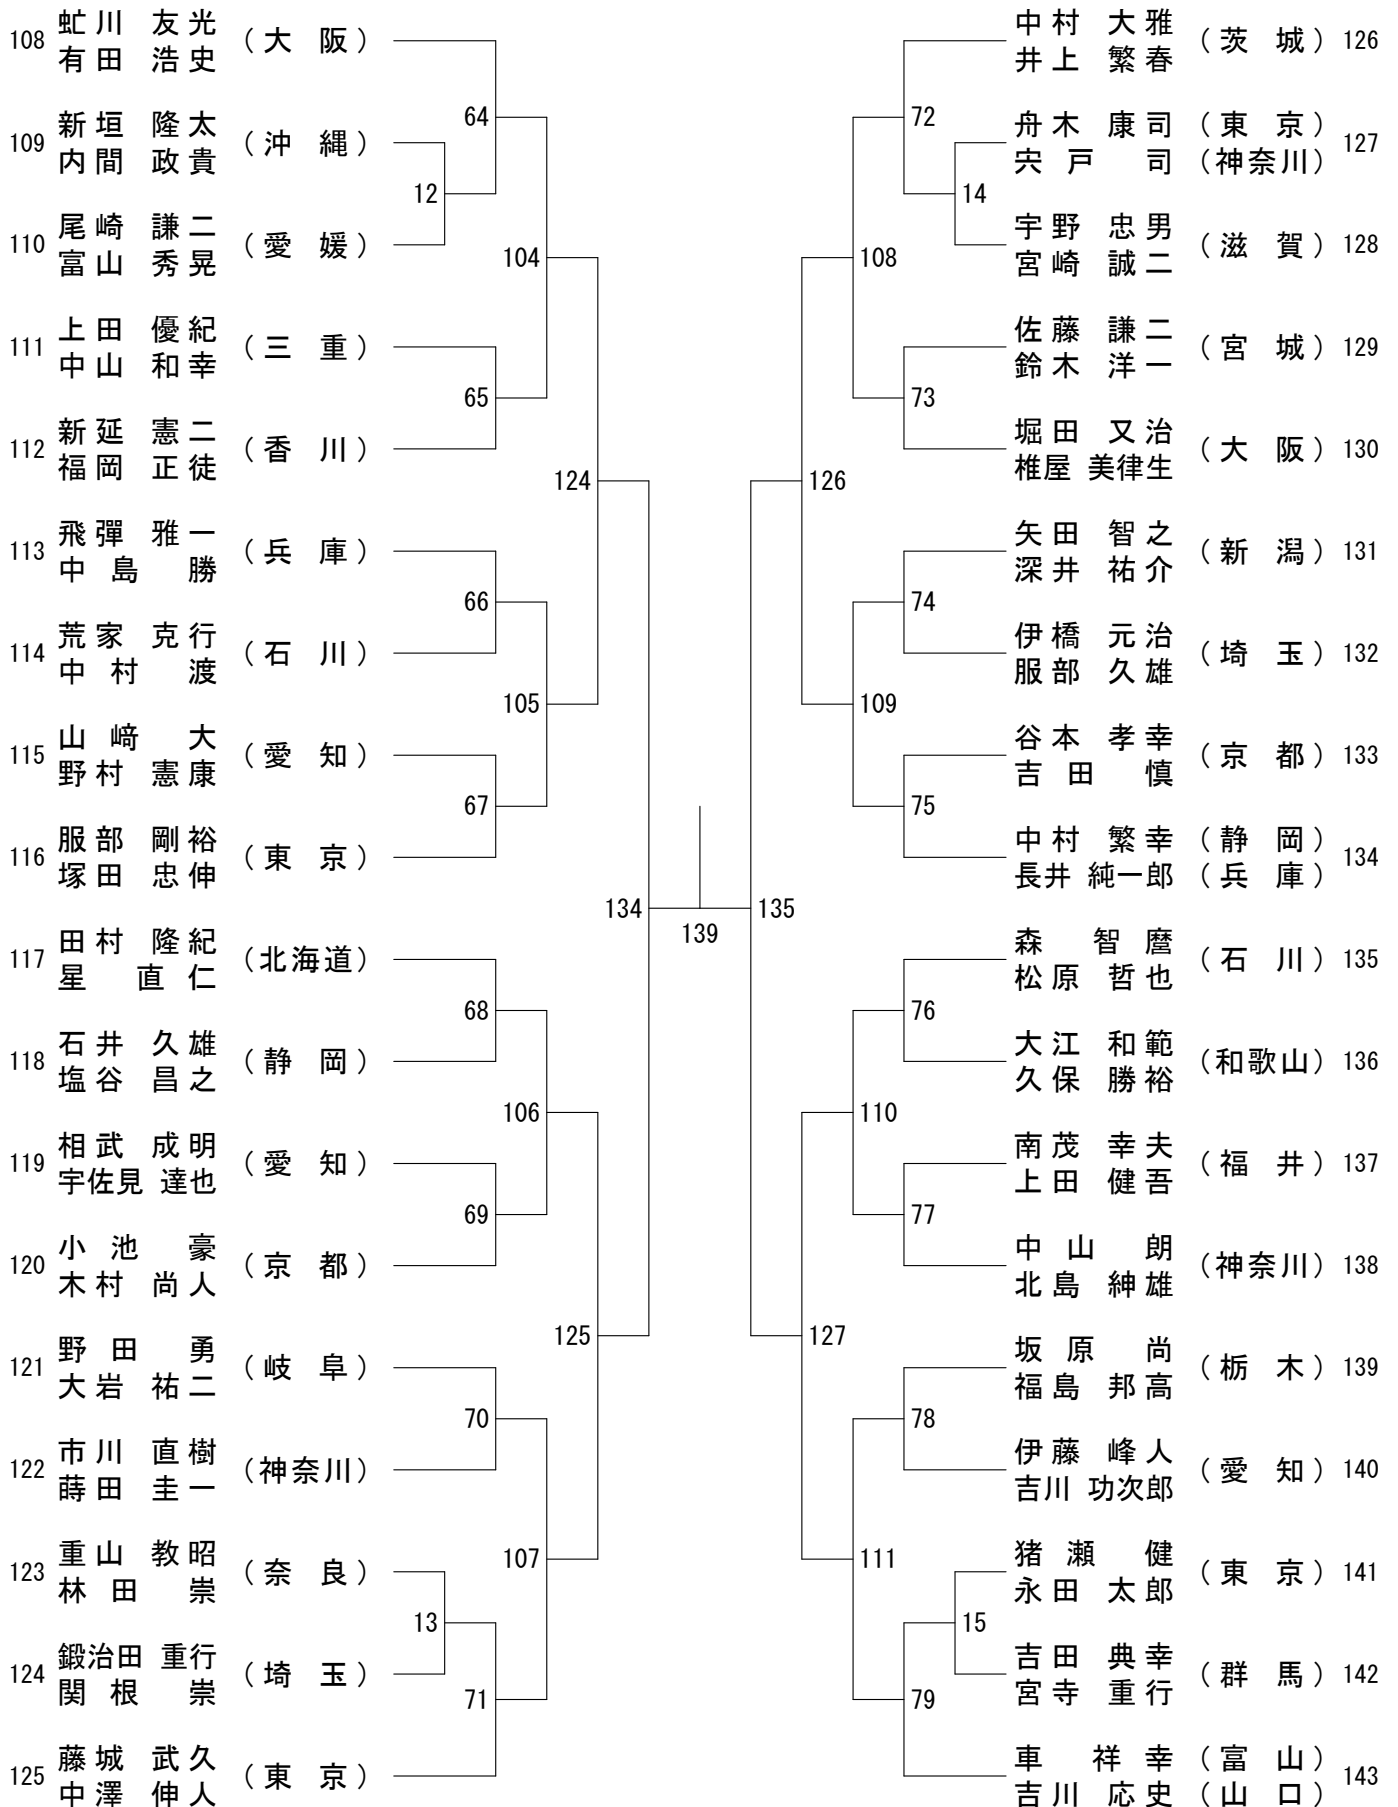 108 虻川 友光 (大阪)
有田 浩史
109 新垣 隆太 (沖縄)
内間 政貴
110 尾崎 謙二 (愛媛)
富山 秀晃
111 上田 優紀 (三重)
中山 和幸
112 新延 憲二 (香川)
福岡 正徒
113 飛彈 雅一 (兵庫)
中島 勝
114 荒家 克行 (石川)
中村 渡
115 山﨑 大 (愛知)
野村 憲康
116 服部 剛裕 (東京)
塚田 忠伸
117 田村 隆紀 (北海道)
星 直仁
118 石井 久雄 (静岡)
塩谷 昌之
119 相武 成明 (愛知)
宇佐見 達也
120 小池 豪 (京都)
木村 尚人
121 野田 勇 (岐阜)
大岩 祐二
122 市川 直樹 (神奈川)
蒔田 圭一
123 重山 教昭 (奈良)
林田 崇
124 鍛治田 重行 (埼玉)
関根 崇
125 藤城 武久 (東京)
中澤 伸人
12
13
64
65
66
67
68
69
70
71
104
105
106
107
124
125
134
139
135
126
127
108
109
110
111
72
73
74
75
76
77
78
79
14
15
中村 大雅 (茨城) 126
井上 繁春
舟木 康司 (東京) 127
宍戸 司 (神奈川)
宇野 忠男 (滋賀) 128
宮崎 誠二
佐藤 謙二 (宮城) 129
鈴木 洋一
堀田 又治 (大阪) 130
椎屋 美律生
矢田 智之 (新潟) 131
深井 祐介
伊橋 元治 (埼玉) 132
服部 久雄
谷本 孝幸 (京都) 133
吉田 慎
中村 繁幸 (静岡) 134
長井 純一郎 (兵庫)
森 智麿 (石川) 135
松原 哲也
大江 和範 (和歌山) 136
久保 勝裕
南茂 幸夫 (福井) 137
上田 健吾
中山 朗 (神奈川) 138
北島 紳雄
坂原 尚 (栃木) 139
福島 邦高
伊藤 峰人 (愛知) 140
吉川 功次郎
猪瀬 健 (東京) 141
永田 太郎
吉田 典幸 (群馬) 142
宮寺 重行
車 祥幸 (富山) 143
吉川 応史 (山口)